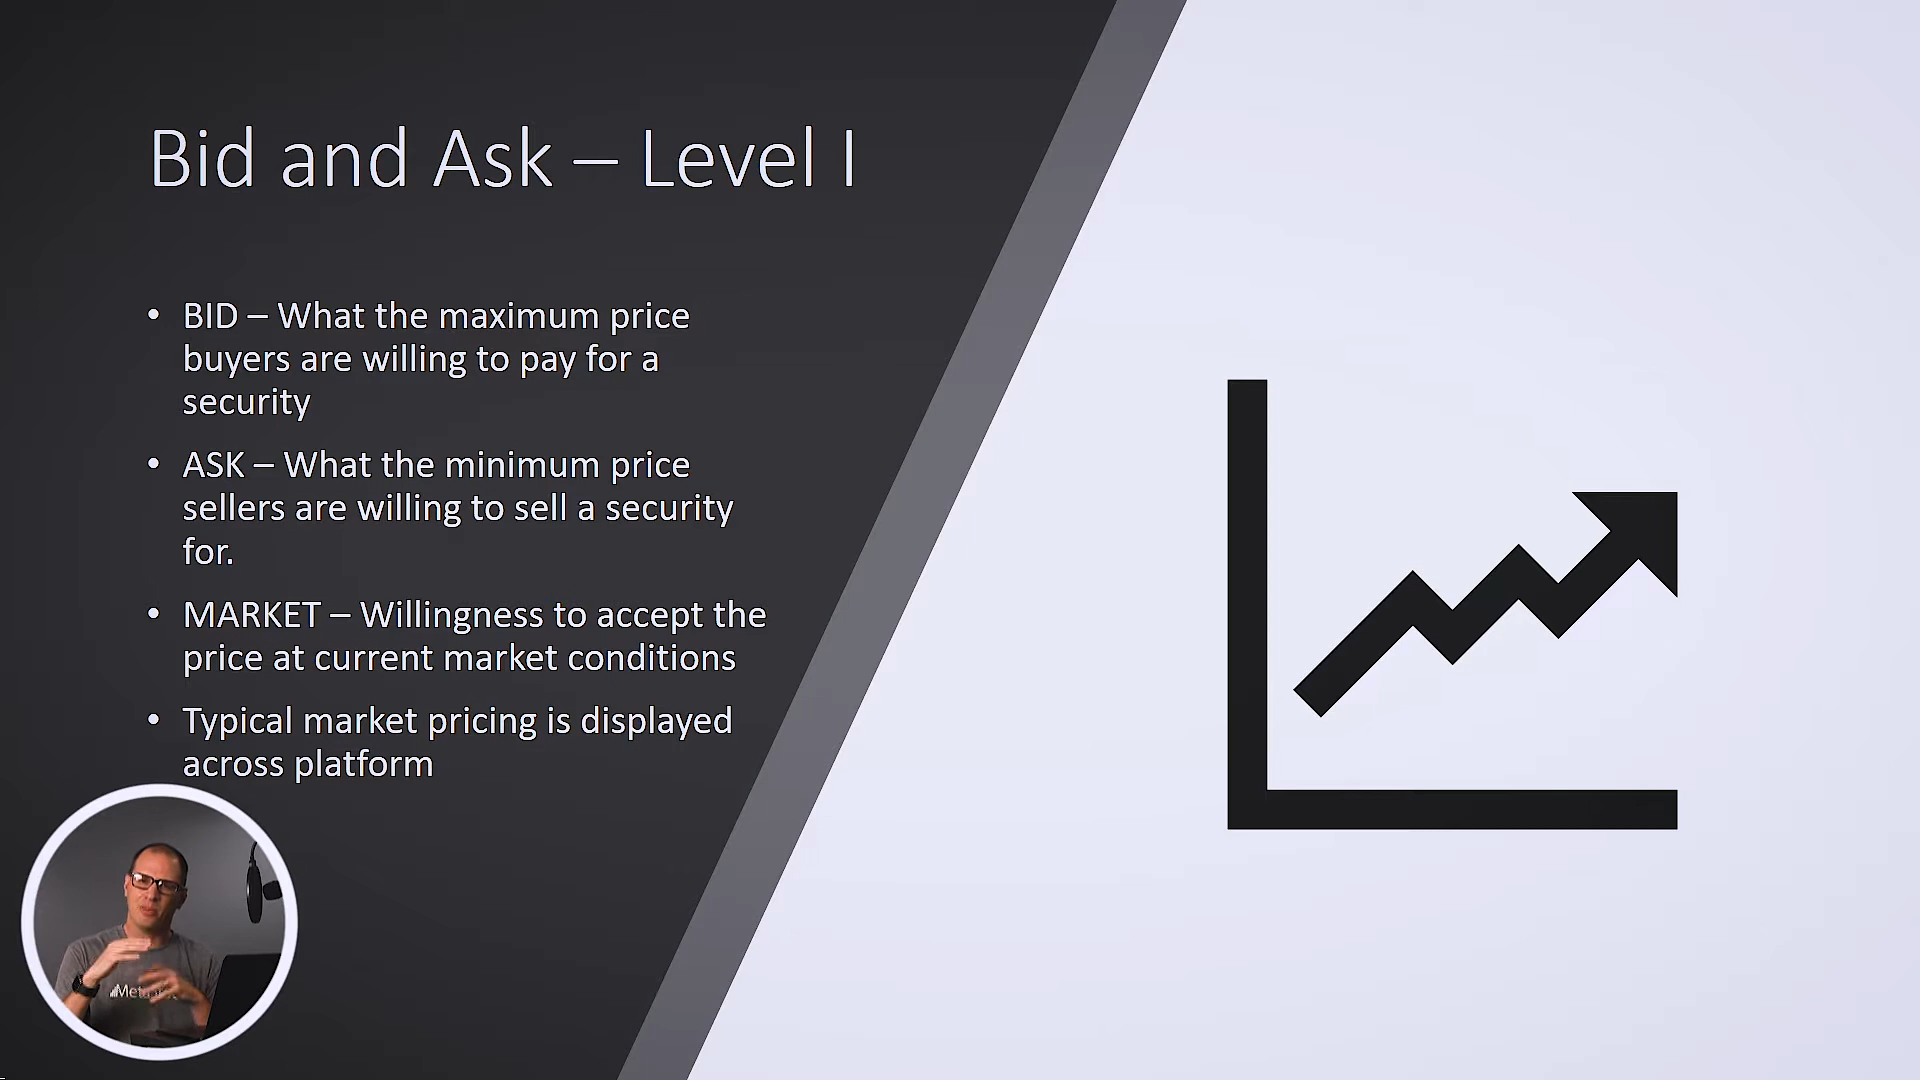 Bid and Ask – Level I
• BID – What the maximum price
buyers are willing to pay for a
security
• ASK – What the minimum price
sellers are willing to sell a security
for.
• MARKET – Willingness to accept the
price at current market conditions
• Typical market pricing is displayed
across platform